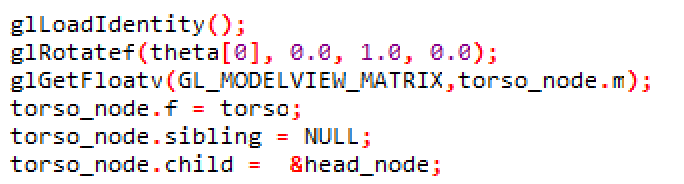 glLoadIdentity();
glRotatef(theta[0], 0.0, 1.0, 0.0);
glGetFloatv(GL_MODELVIEW_MATRIX,torso_node.m);
torso_node.f = torso;
torso_node.sibling = NULL;
torso_node.child =  &head_node;